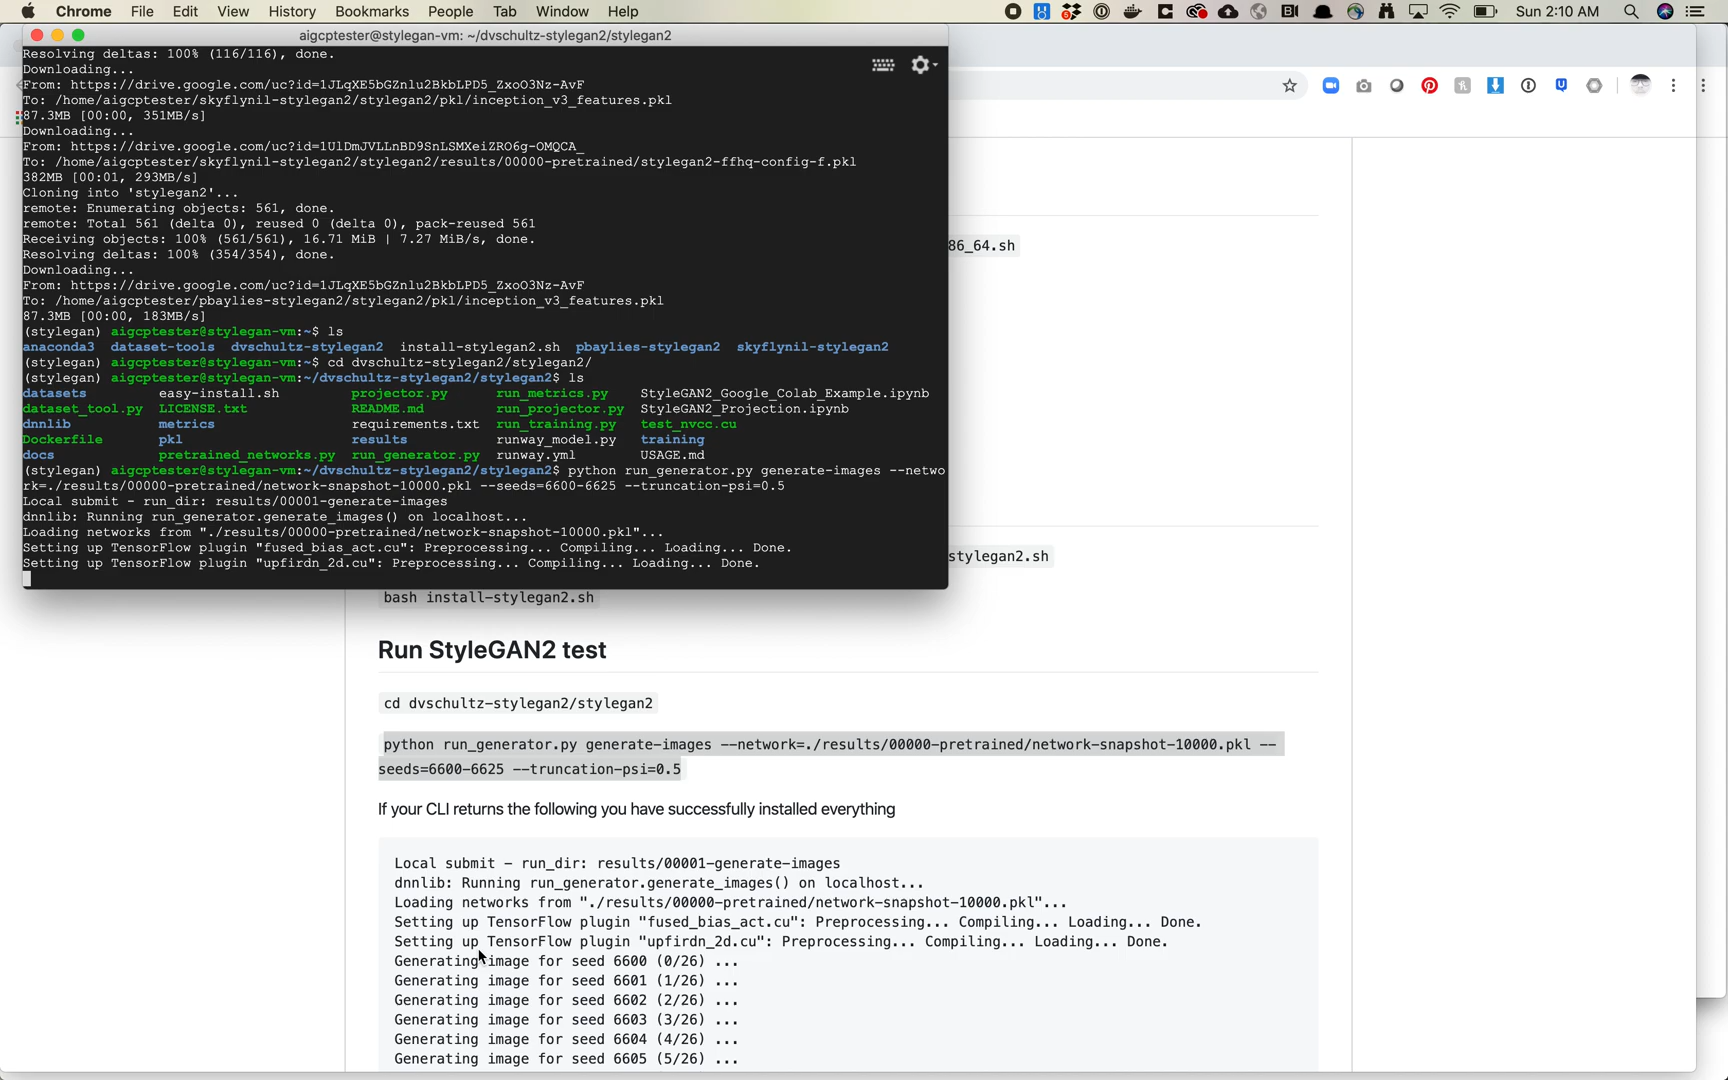 Chrome File Edit View History Bookmarks People Tab Window Help Sun 2:10 AM
aigcptester@stylegan-vm: ~/dvschultz-stylegan2/stylegan2
Resolving deltas: 100% (116/116), done.
Downloading...
From: https://drive.google.com/uc?id=1JLqXE5bGZnlu2BkbLPD5_ZxoO3Nz-AvF
To: /home/aigcptester/skyflynil-stylegan2/stylegan2/pkl/inception_v3_features.pkl
87.3MB [00:00, 351MB/s]
Downloading...
From: https://drive.google.com/uc?id=1UlDmJVLLnBD9SnLSMXeiZRO6g-OMQCA_
To: /home/aigcptester/skyflynil-stylegan2/stylegan2/results/00000-pretrained/stylegan2-ffhq-config-f.pkl
382MB [00:01, 293MB/s]
Cloning into 'stylegan2'...
remote: Enumerating objects: 561, done.
remote: Total 561 (delta 0), reused 0 (delta 0), pack-reused 561
Receiving objects: 100% (561/561), 16.71 MiB | 7.27 MiB/s, done.
Resolving deltas: 100% (354/354), done.
Downloading...
From: https://drive.google.com/uc?id=1JLqXE5bGZnlu2BkbLPD5_ZxoO3Nz-AvF
To: /home/aigcptester/pbaylies-stylegan2/stylegan2/pkl/inception_v3_features.pkl
87.3MB [00:00, 183MB/s]
(stylegan) aigcptester@stylegan-vm:~$ ls
anaconda3 dataset-tools dvschultz-stylegan2 install-stylegan2.sh pbaylies-stylegan2 skyflynil-stylegan2
(stylegan) aigcptester@stylegan-vm:~$ cd dvschultz-stylegan2/stylegan2/
(stylegan) aigcptester@stylegan-vm:~/dvschultz-stylegan2/stylegan2$ ls
datasets easy-install.sh projector.py run_metrics.py StyleGAN2_Google_Colab_Example.ipynb
dataset_tool.py LICENSE.txt README.md run_projector.py StyleGAN2_Projection.ipynb
dnnlib metrics requirements.txt run_training.py test_nvcc.cu
Dockerfile pkl results runway_model.py training
docs pretrained_networks.py run_generator.py runway.yml USAGE.md
(stylegan) aigcptester@stylegan-vm:~/dvschultz-stylegan2/stylegan2$ python run_generator.py generate-images --netwo
rk=./results/00000-pretrained/network-snapshot-10000.pkl --seeds=6600-6625 --truncation-psi=0.5
Local submit - run_dir: results/00001-generate-images
dnnlib: Running run_generator.generate_images() on localhost...
Loading networks from "./results/00000-pretrained/network-snapshot-10000.pkl"...
Setting up TensorFlow plugin "fused_bias_act.cu": Preprocessing... Compiling... Loading... Done.
Setting up TensorFlow plugin "upfirdn_2d.cu": Preprocessing... Compiling... Loading... Done.
86_64.sh
stylegan2.sh
bash install-stylegan2.sh
Run StyleGAN2 test
cd dvschultz-stylegan2/stylegan2
python run_generator.py generate-images --network=./results/00000-pretrained/network-snapshot-10000.pkl --
seeds=6600-6625 --truncation-psi=0.5
If your CLI returns the following you have successfully installed everything
Local submit - run_dir: results/00001-generate-images
dnnlib: Running run_generator.generate_images() on localhost...
Loading networks from "./results/00000-pretrained/network-snapshot-10000.pkl"...
Setting up TensorFlow plugin "fused_bias_act.cu": Preprocessing... Compiling... Loading... Done.
Setting up TensorFlow plugin "upfirdn_2d.cu": Preprocessing... Compiling... Loading... Done.
Generating image for seed 6600 (0/26) ...
Generating image for seed 6601 (1/26) ...
Generating image for seed 6602 (2/26) ...
Generating image for seed 6603 (3/26) ...
Generating image for seed 6604 (4/26) ...
Generating image for seed 6605 (5/26) ...